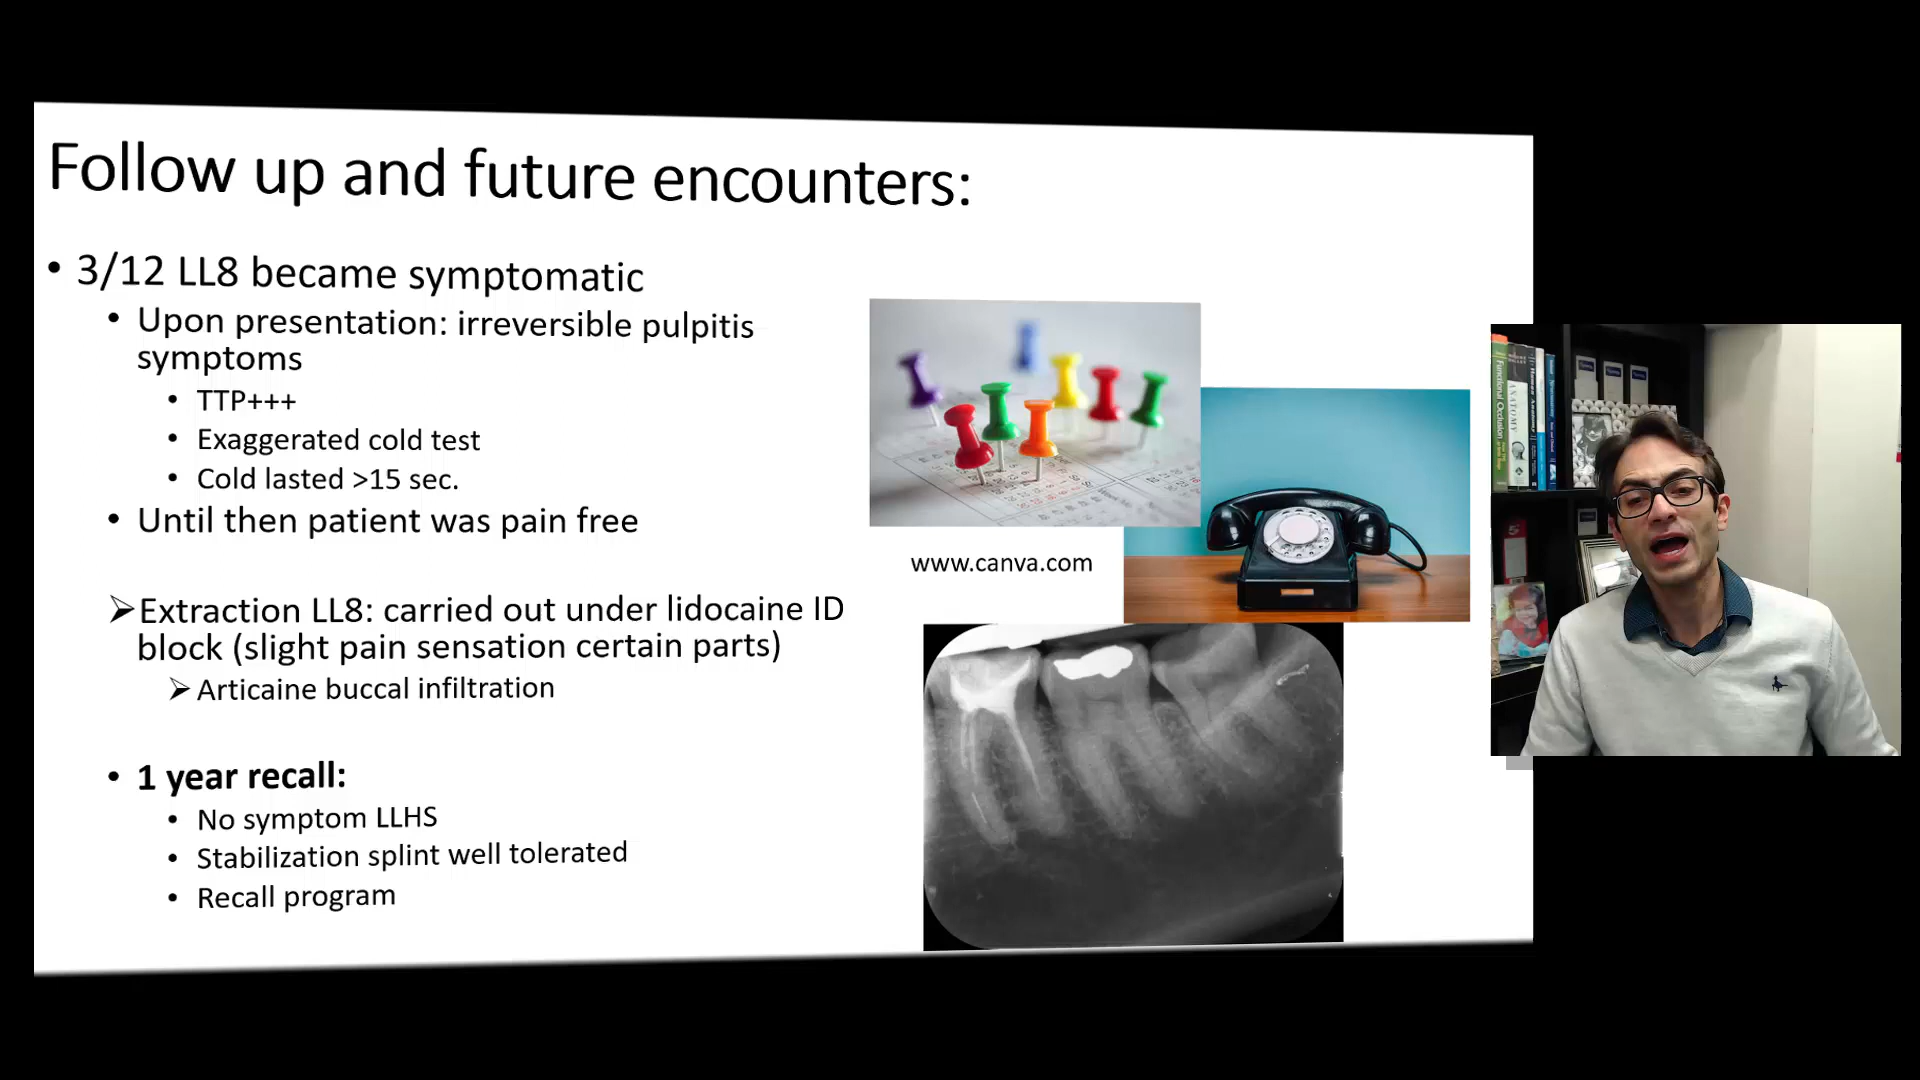 Follow up and future encounters:
• 3/12 LL8 became symptomatic
• Upon presentation: irreversible pulpitis
symptoms
• TTP+++
• Exaggerated cold test
• Cold lasted >15 sec.
• Until then patient was pain free
➢Extraction LL8: carried out under lidocaine ID
block (slight pain sensation certain parts)
➢Articaine buccal infiltration
• 1 year recall:
• No symptom LLHS
• Stabilization splint well tolerated
• Recall program
www.canva.com
Functional Occlusion
ANATOMY